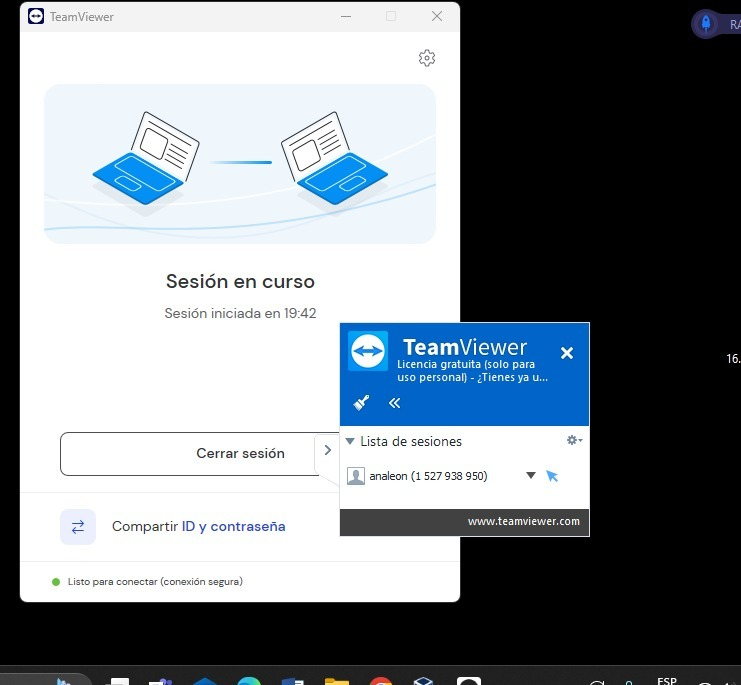 TeamViewer
RA
Sesión en curso
Sesión iniciada en 19:42
TeamViewer
Licencia gratuita (solo para
uso personal) - ¿Tienes ya u...
16.
Lista de sesiones
Cerrar sesión
analeon (1 527 938 950)
www.teamviewer.com
Compartir ID y contraseña
Listo para conectar (conexión segura)
ESP